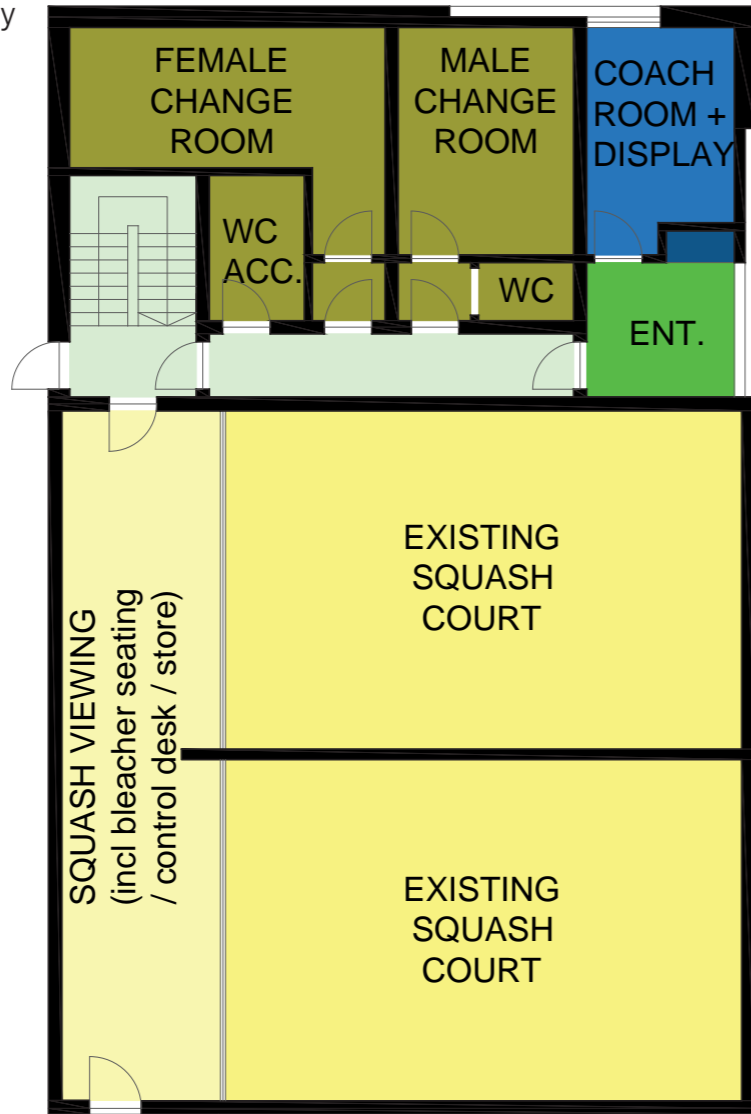 y
FEMALE
CHANGE
ROOM
MALE
CHANGE
ROOM
COACH
ROOM +
DISPLAY
WC
ACC.
WC
ENT.
EXISTING
SQUASH
COURT
SQUASH VIEWING
(incl bleacher seating
/ control desk / store)
EXISTING
SQUASH
COURT